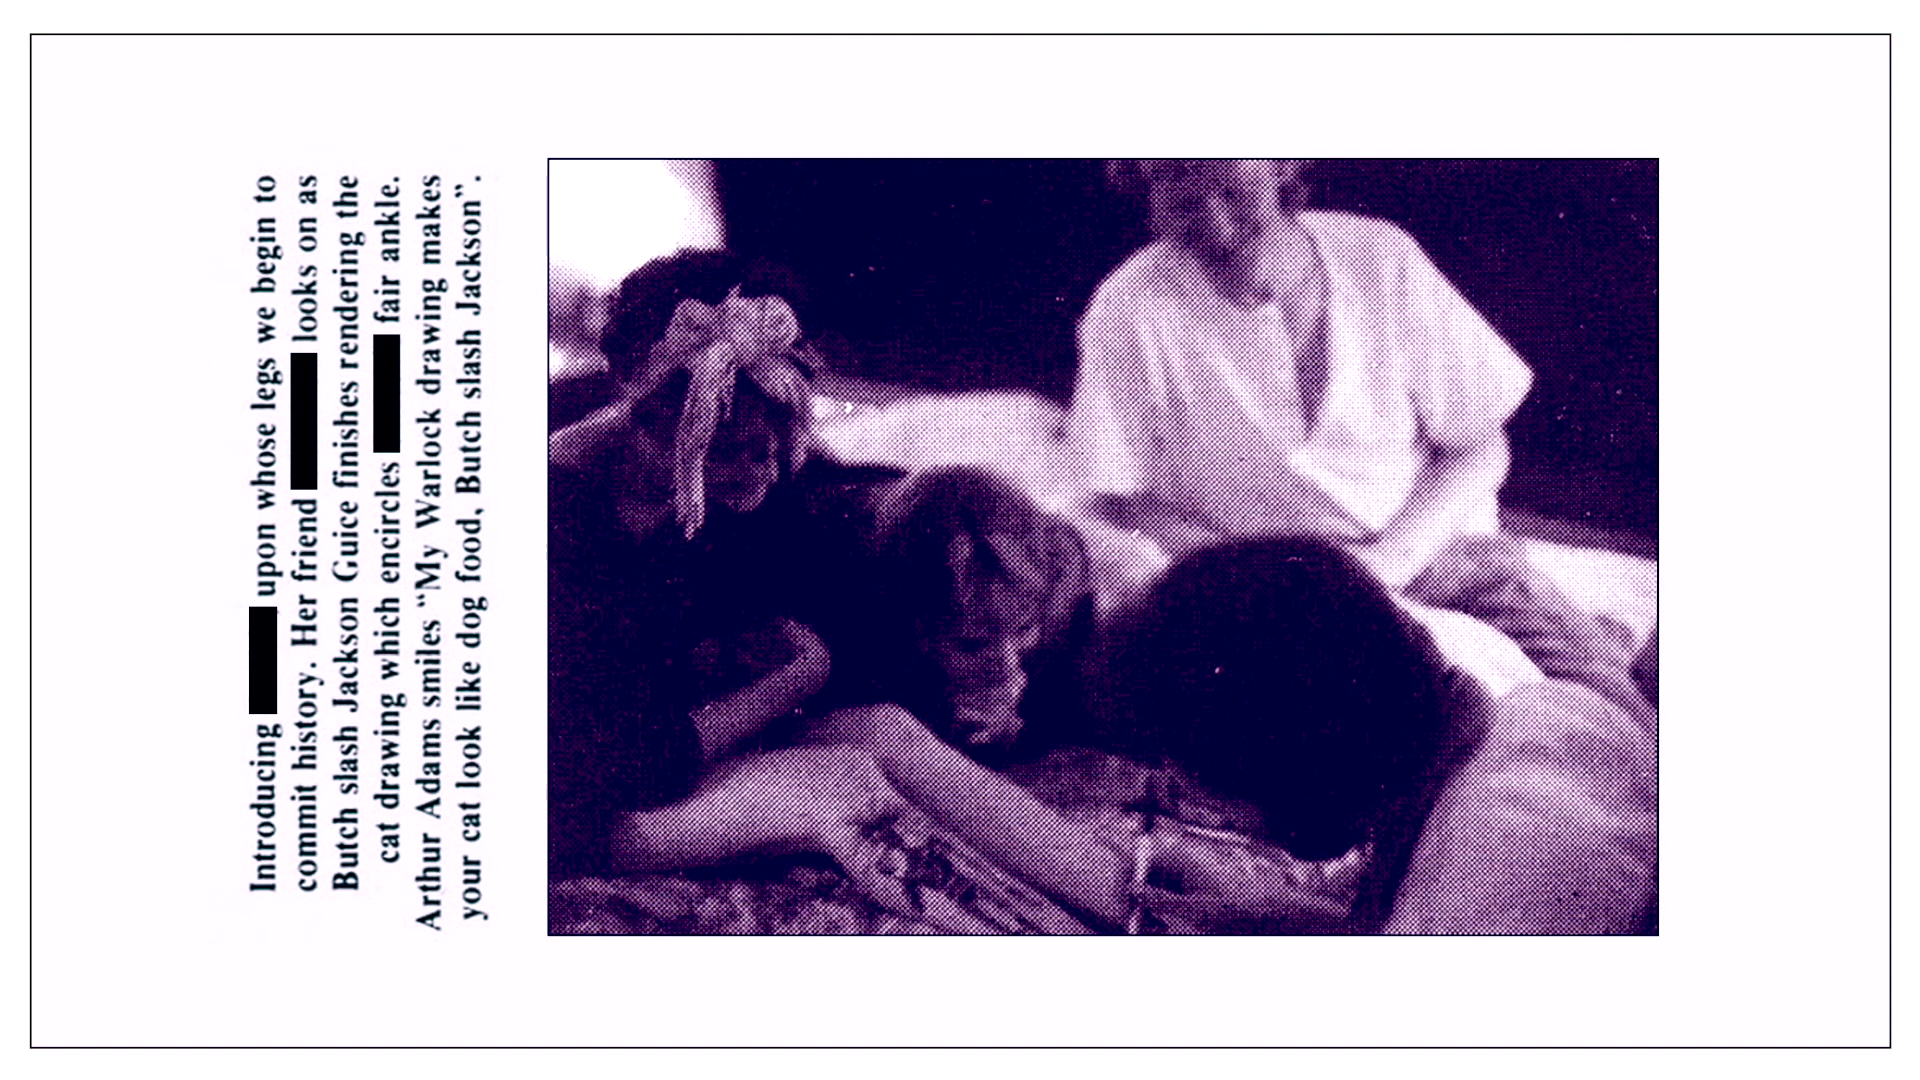 Introducing upon whose legs we begin to
commit history. Her friend looks on as
Butch slash Jackson Guice finishes rendering the
cat drawing which encircles fair ankle.
Arthur Adams smiles “My Warlock drawing makes
your cat look like dog food, Butch slash Jackson”.